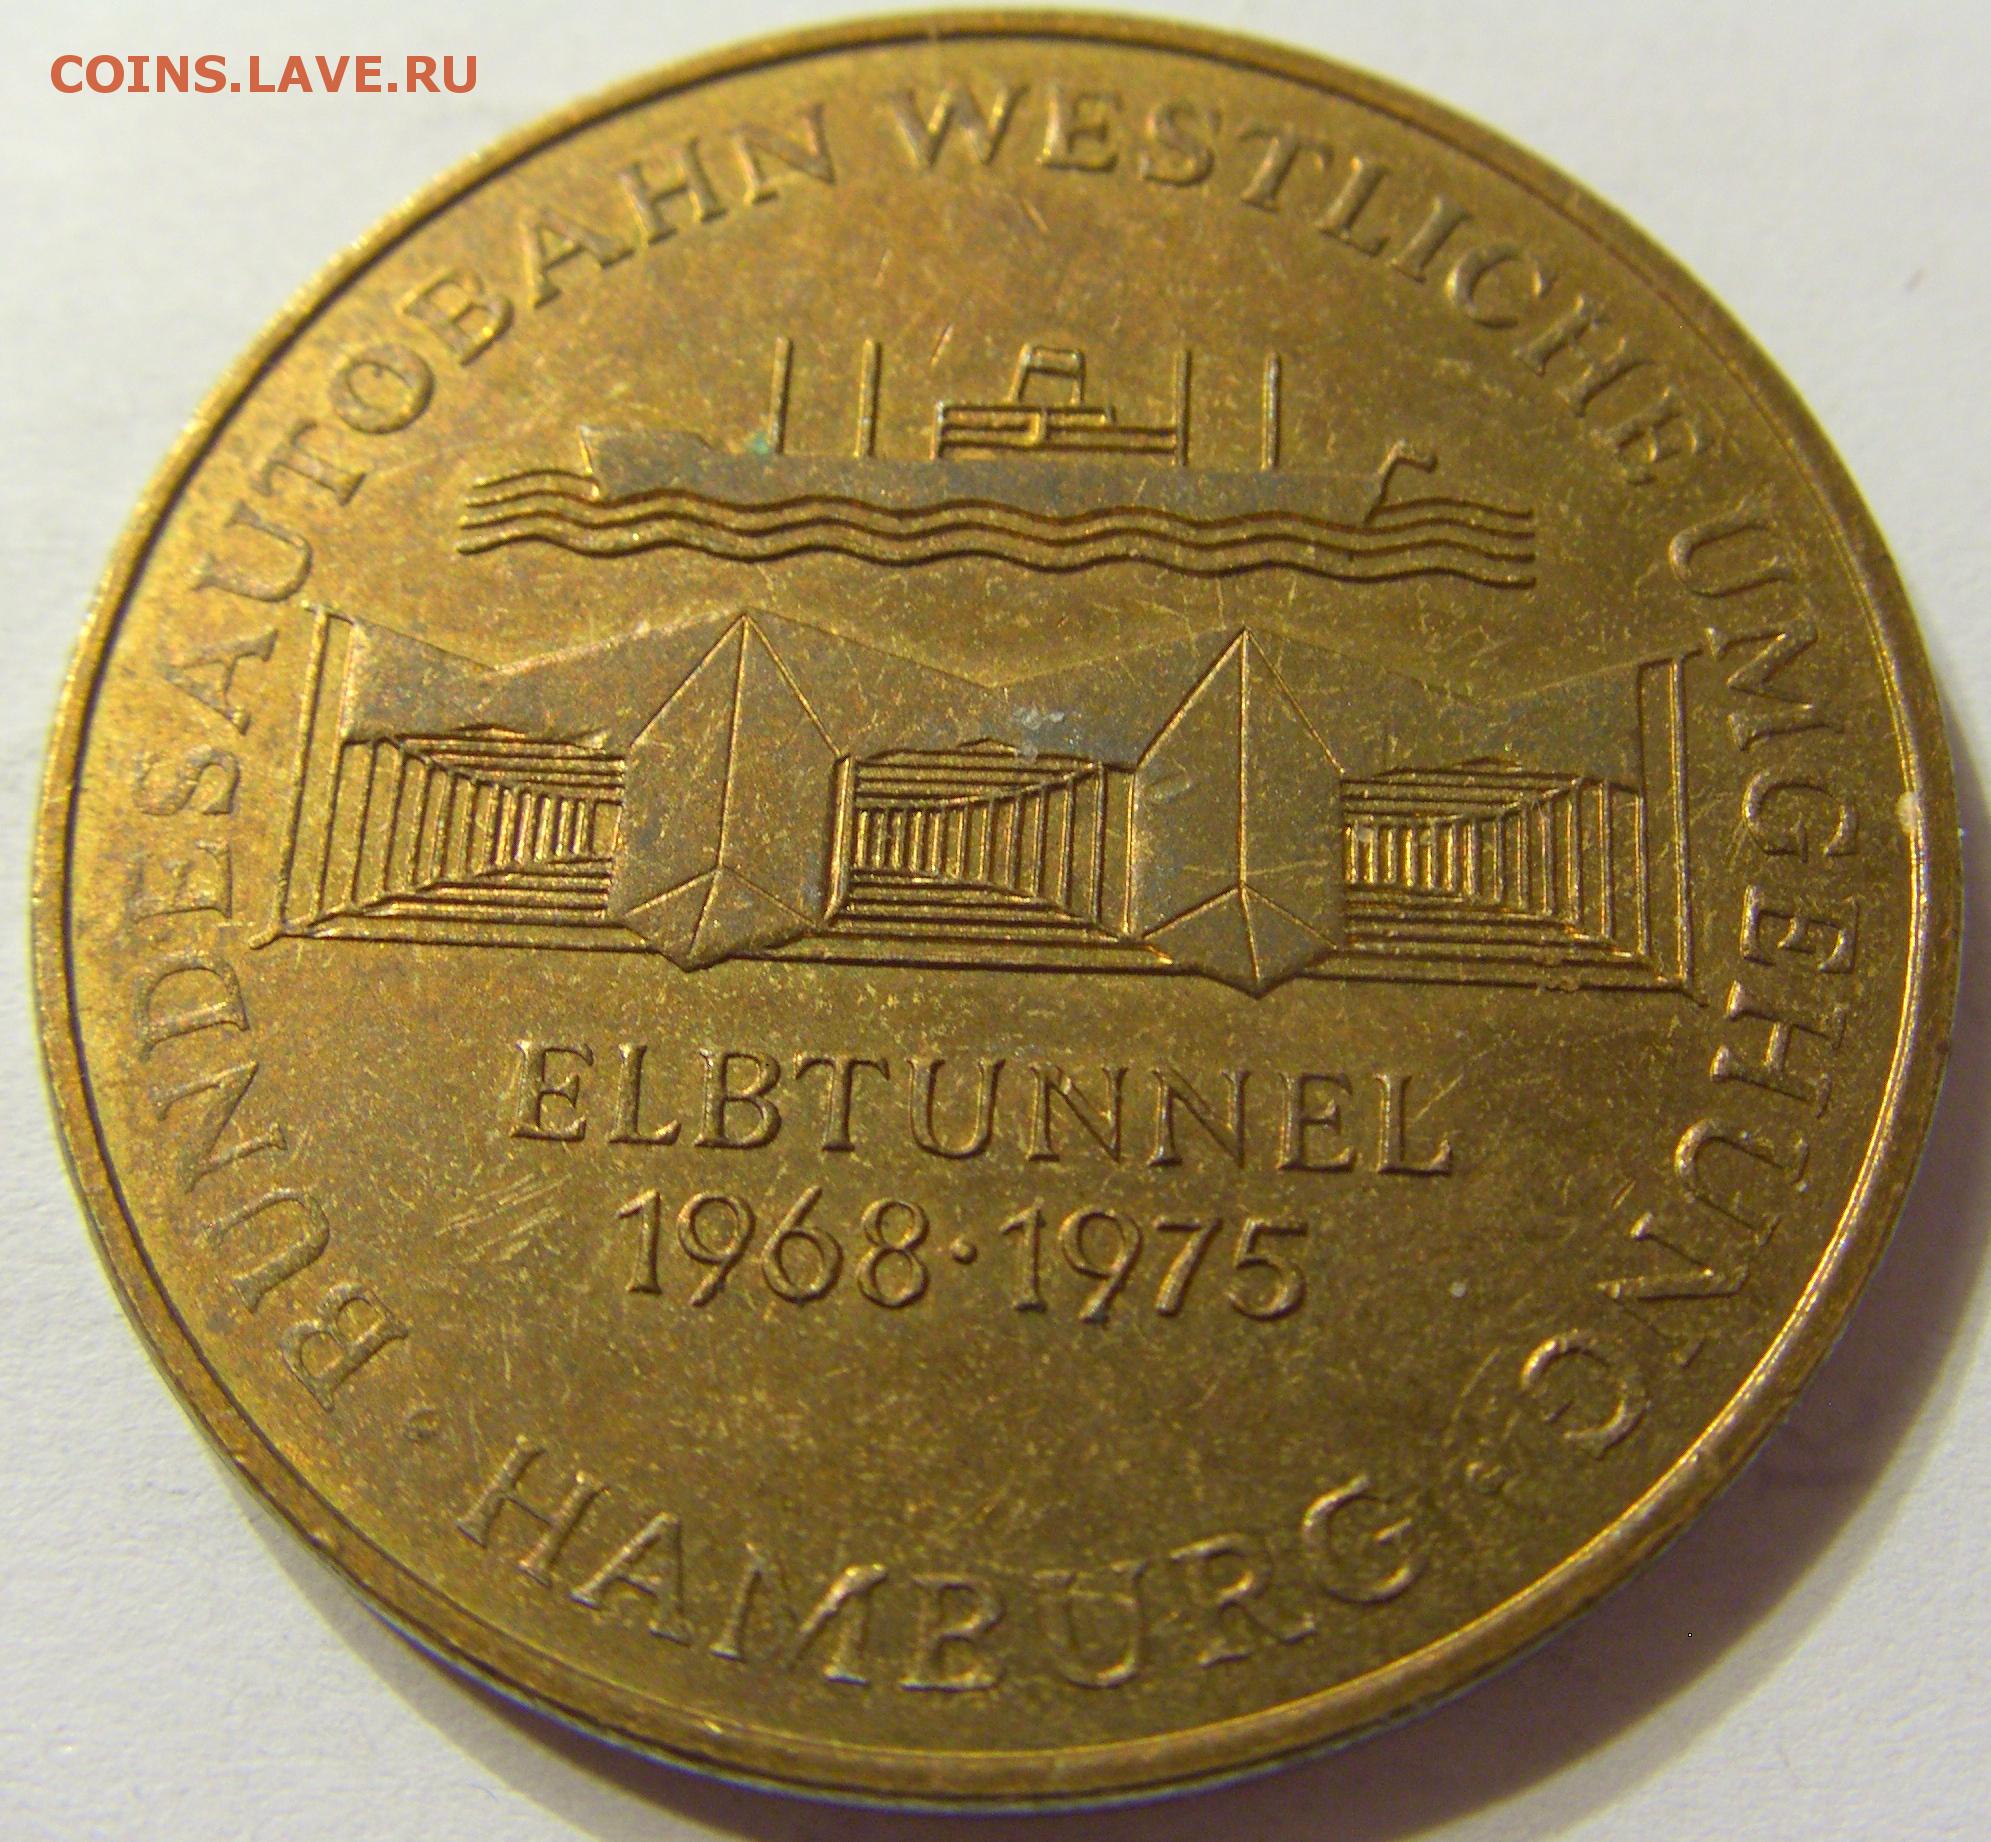 COINS.LAVE.RU
BUNDESAUTOBAHN WESTLICHE UMGEHUNG
ELBTUNNEL
1968·1975
HAMBURG